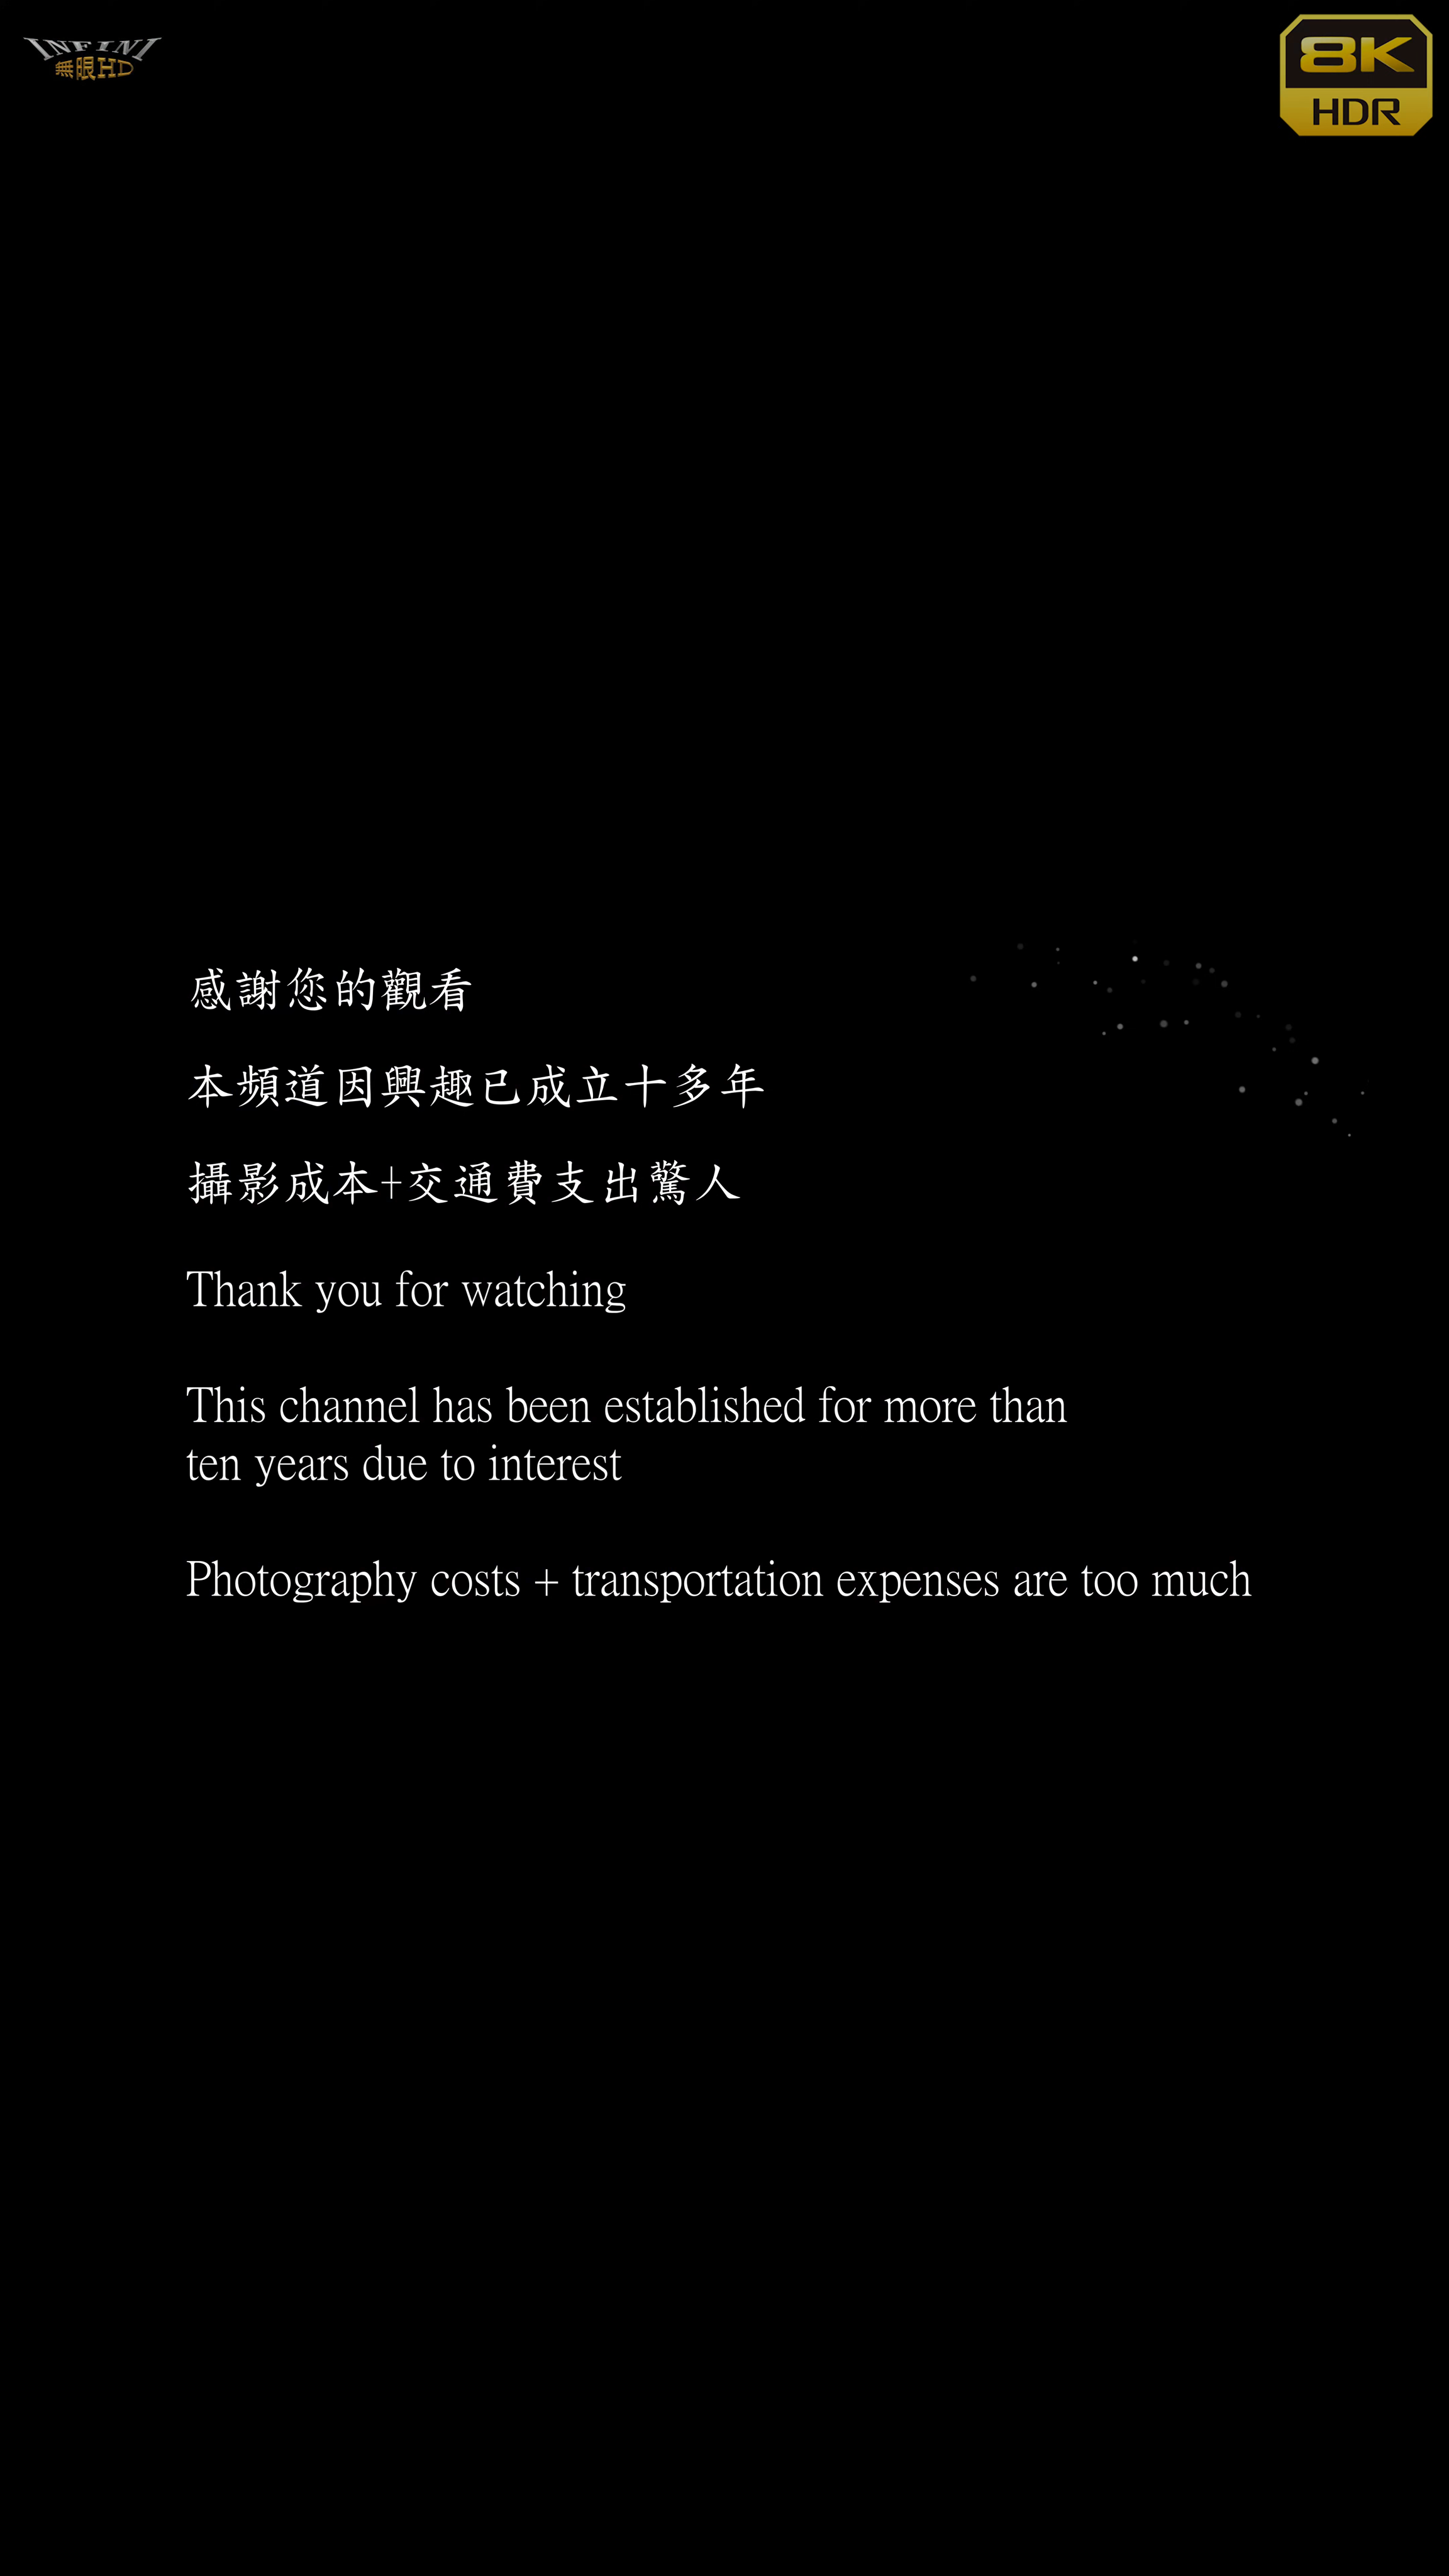 INFINI
無限HD
8K
HDR
感謝您的觀看
本頻道因興趣已成立十多年
攝影成本+交通費支出驚人
Thank you for watching
This channel has been established for more than
ten years due to interest
Photography costs + transportation expenses are too much